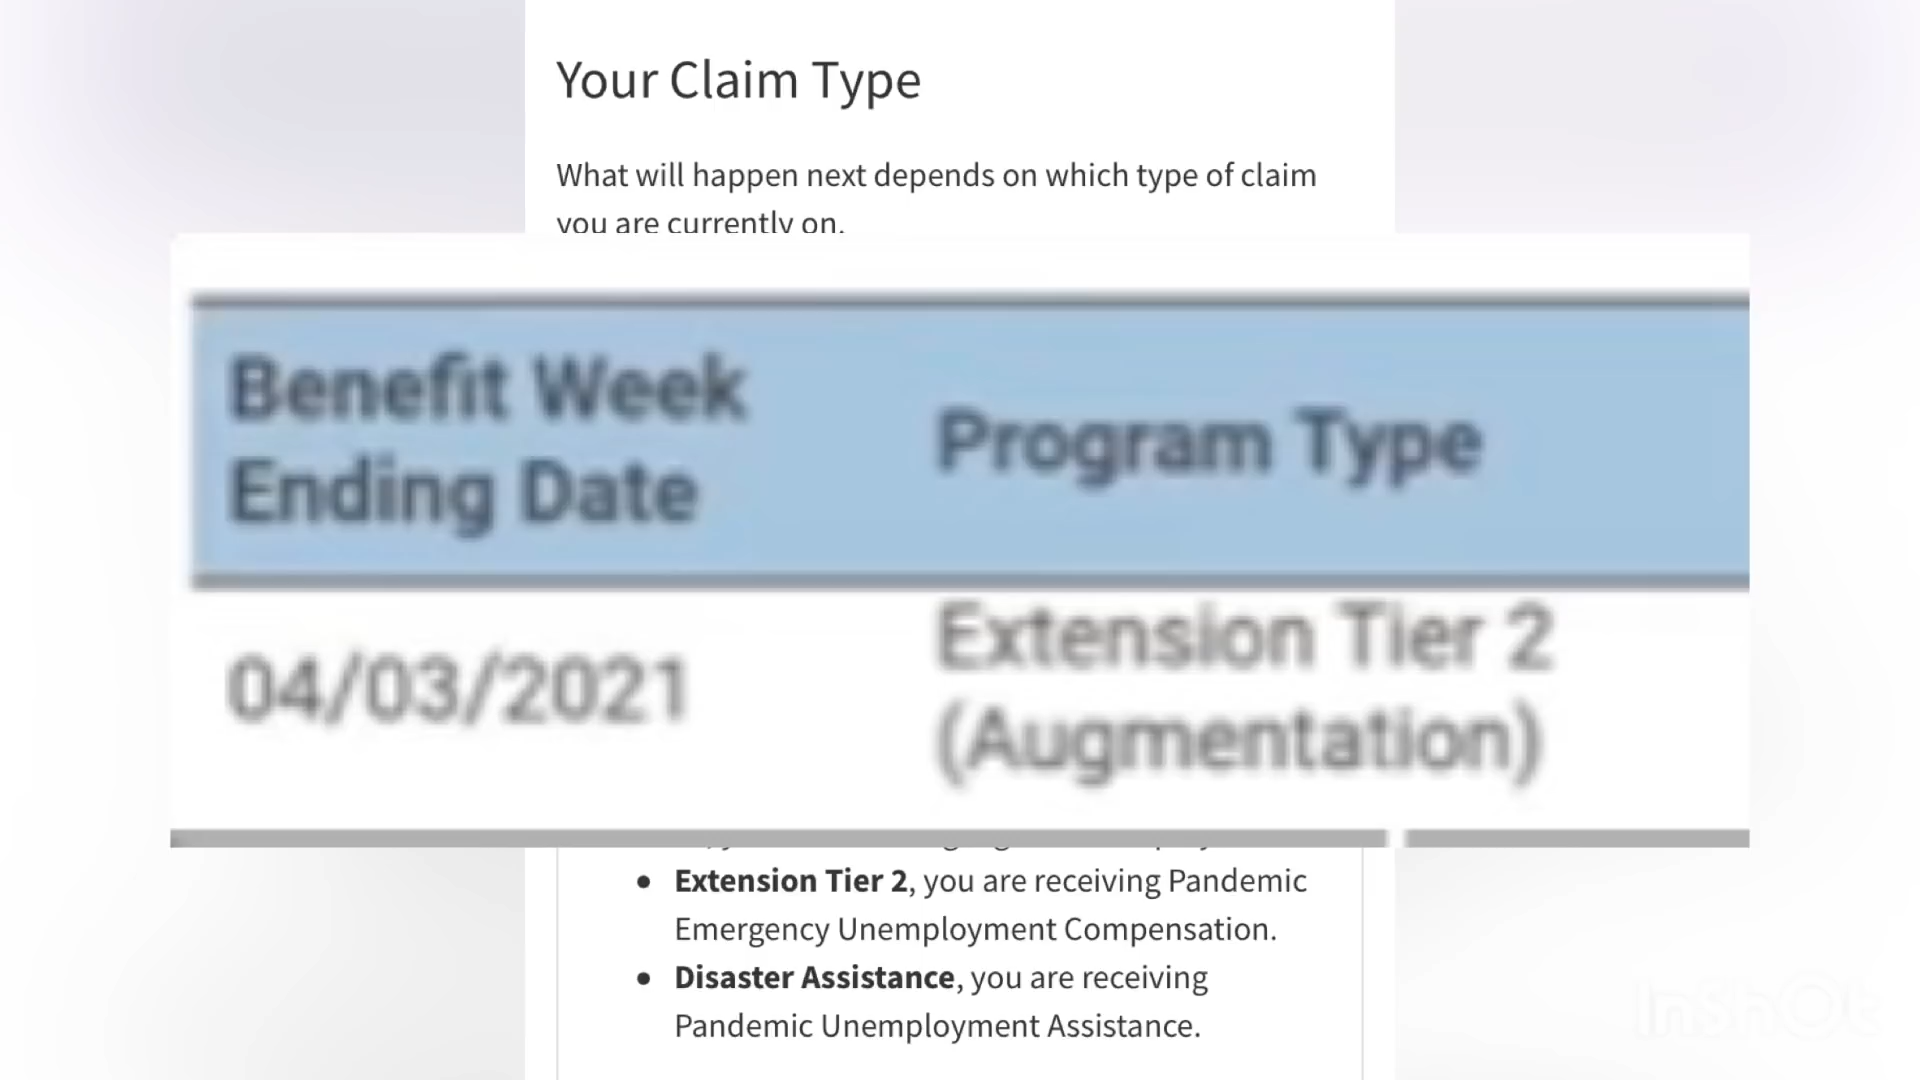 Your Claim Type
What will happen next depends on which type of claim
you are currently on.
Benefit Week
Ending Date
Program Type
04/03/2021
Extension Tier 2
(Augmentation)
• Extension Tier 2, you are receiving Pandemic
Emergency Unemployment Compensation.
• Disaster Assistance, you are receiving
Pandemic Unemployment Assistance.
InShOt